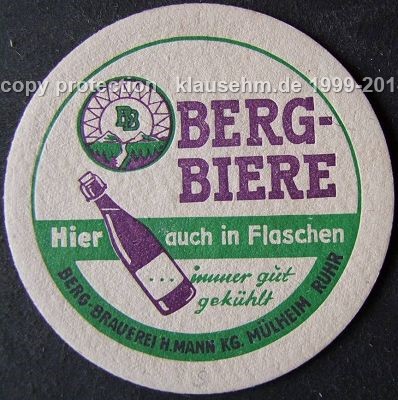 copy protection klausehm.de 1999-201
BB
BERG-
BIERE
Hier auch in Flaschen
... immer gut
gekühlt
BERG-BRAUEREI H. MANN KG. MÜLHEIM RUHR